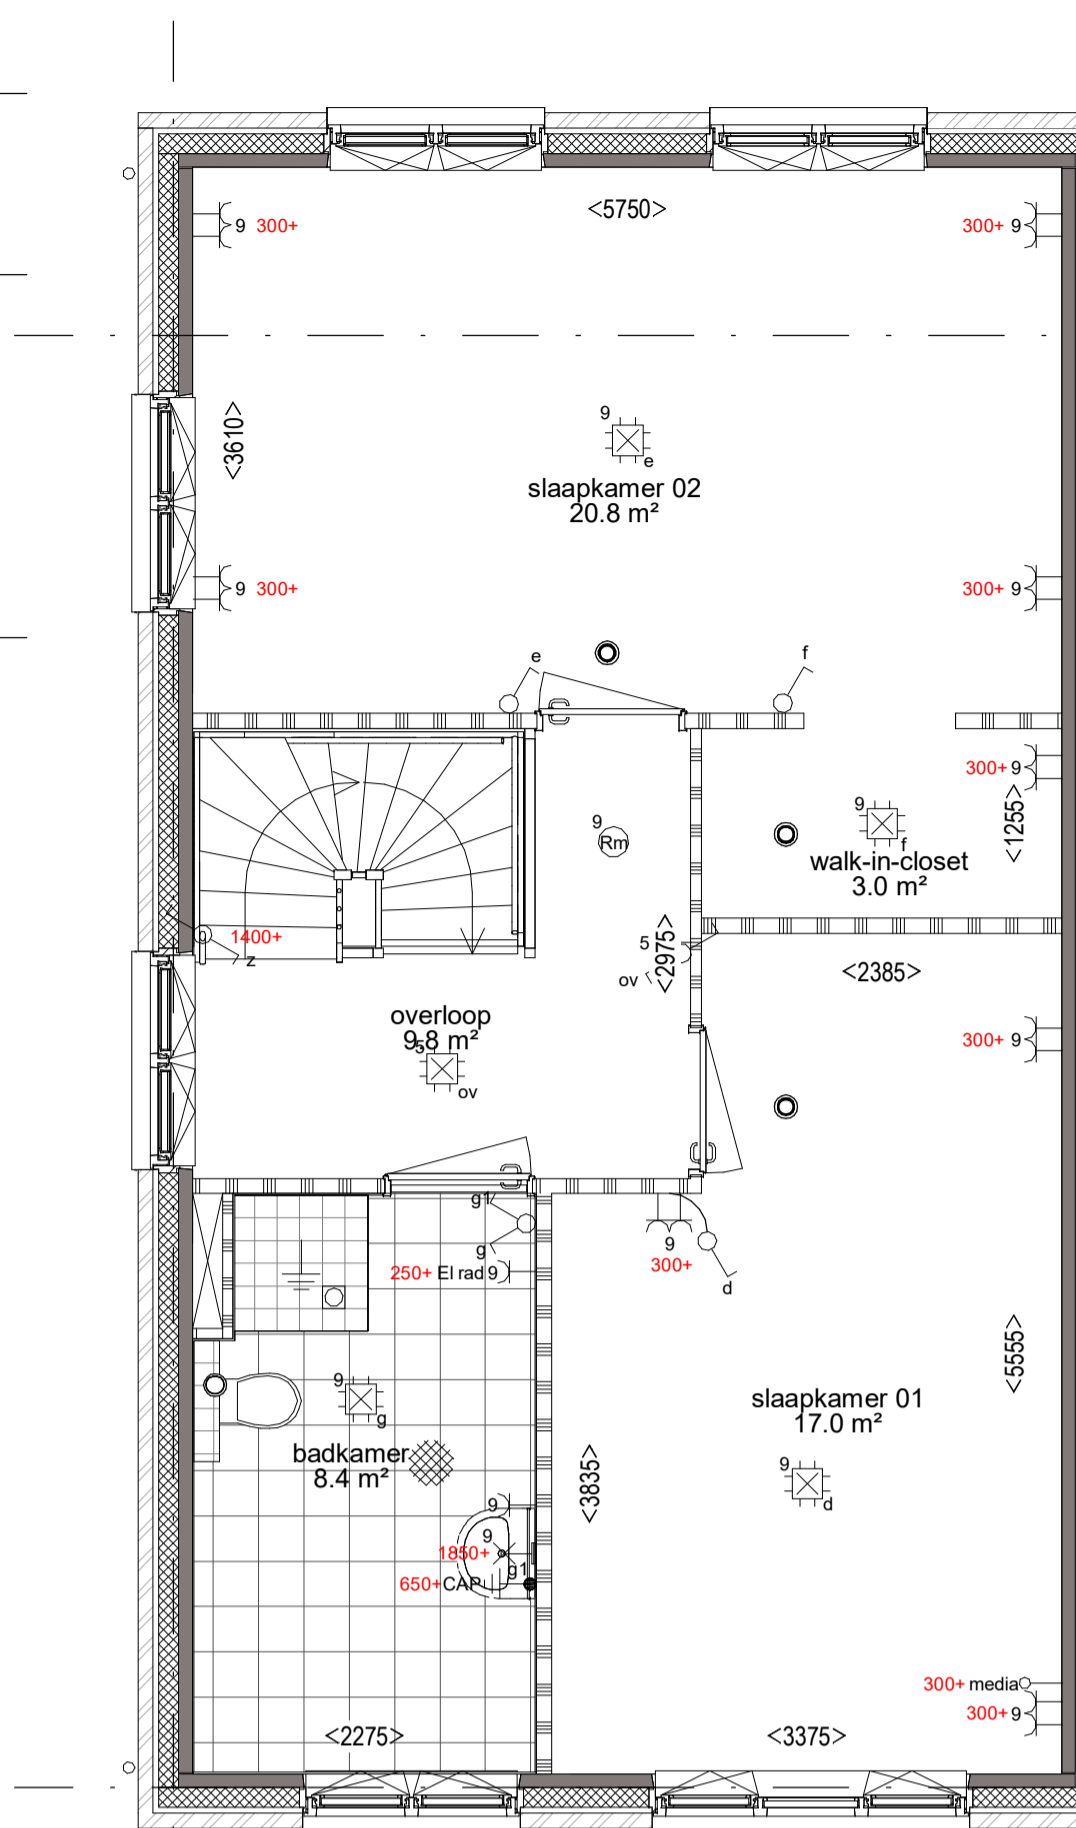 <5750>
9 300+
300+ 9
<3610>
9
e
slaapkamer 02
20.8 m²
9 300+
300+ 9
e
f
300+ 9
<1255>
9
f
walk-in-closet
3.0 m²
9
Rm
1400+
z
5
ov
<2975>
<2385>
overloop
9.8 m²
5
ov
300+ 9
g1
g
250+ El rad 9
9
300+
d
<5555>
9
g
badkamer
8.4 m²
slaapkamer 01
17.0 m²
9
d
<3835>
9
9
1850+
g1
650+ CAP
300+ media
300+ 9
<2275>
<3375>